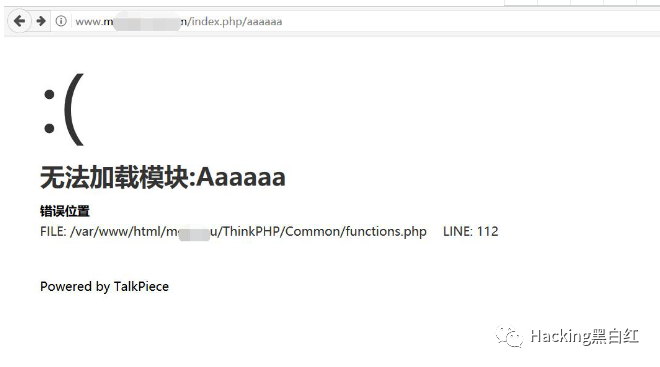 www.m m/index.php/aaaaaa
:(
无法加载模块:Aaaaaa
错误位置
FILE: /var/www/html/m u/ThinkPHP/Common/functions.php LINE: 112
Powered by TalkPiece
Hacking黑白红